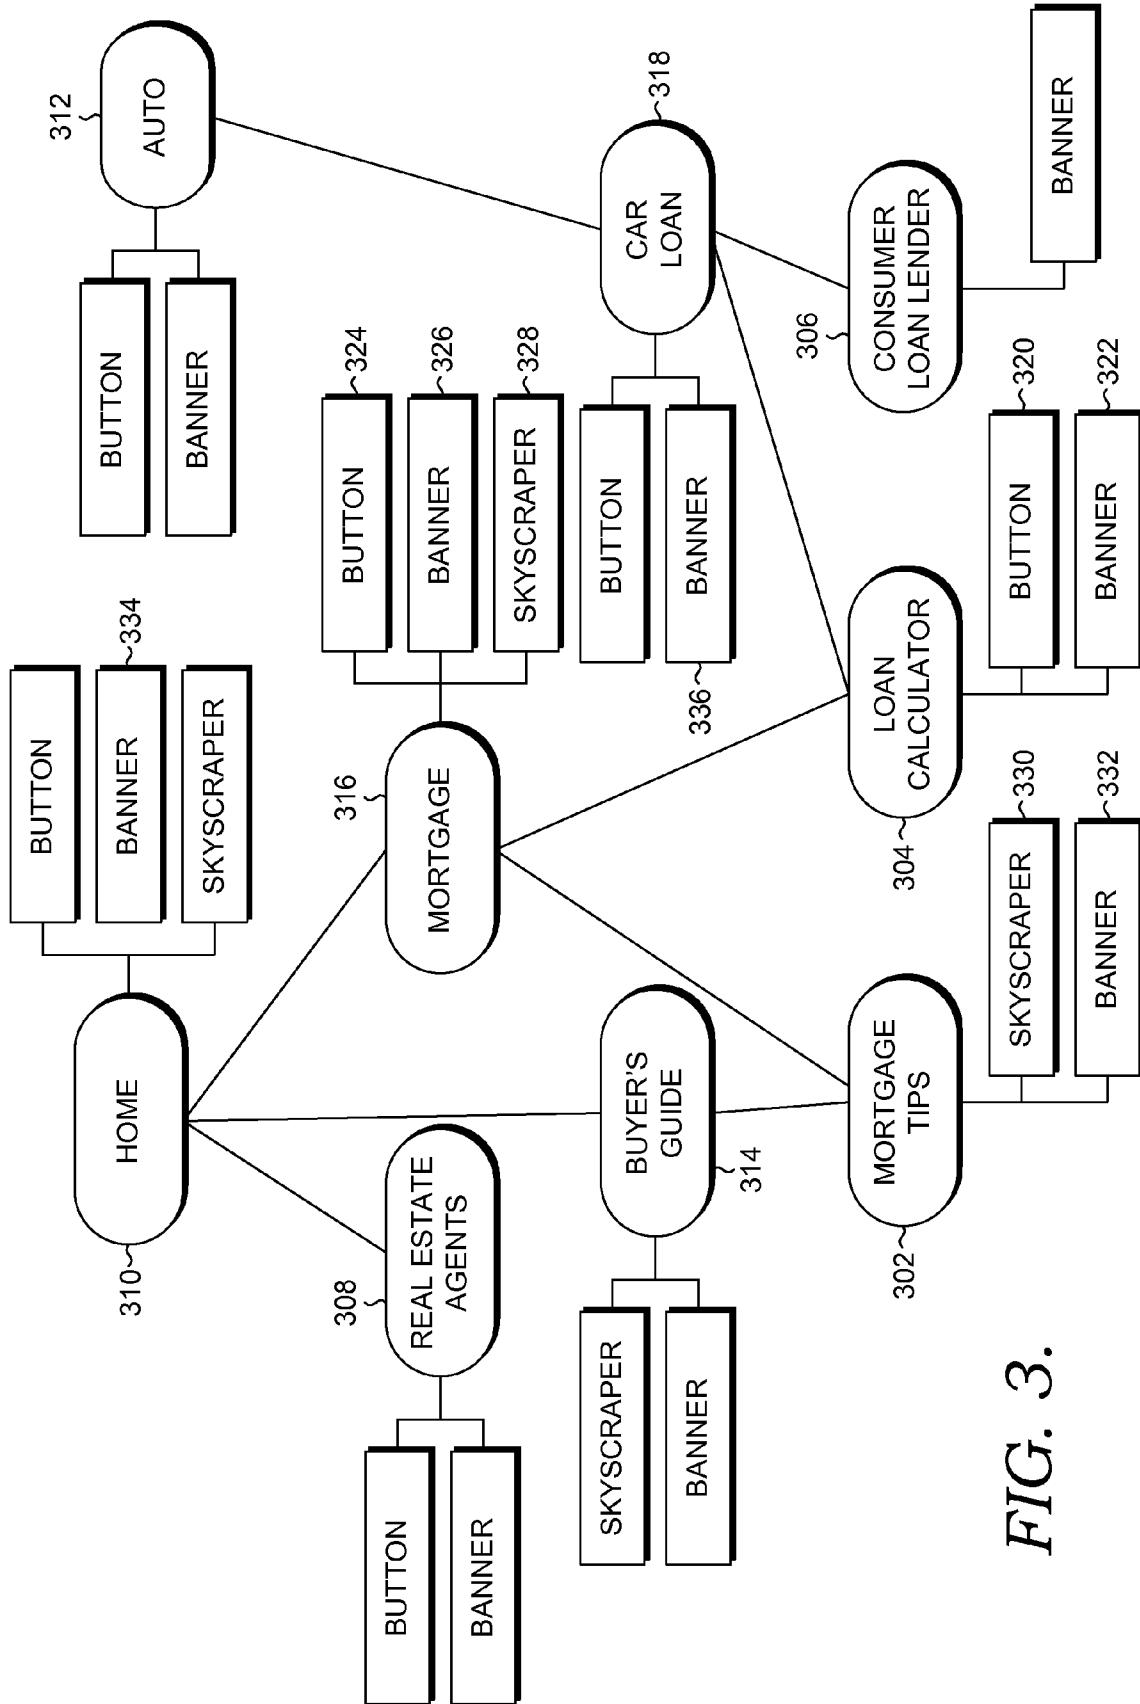 310
HOME
BUTTON
BANNER
334
SKYSCRAPER
BUTTON
BANNER
312
AUTO
308
REAL ESTATE
AGENTS
BUTTON
BANNER
316
MORTGAGE
BUTTON
324
BANNER
326
SKYSCRAPER
328
SKYSCRAPER
BANNER
BUYER'S
GUIDE
314
BUTTON
BANNER
336
CAR
LOAN
318
302
MORTGAGE
TIPS
304
LOAN
CALCULATOR
306
CONSUMER
LOAN LENDER
SKYSCRAPER
330
BANNER
332
BUTTON
320
BANNER
322
BANNER
FIG. 3.